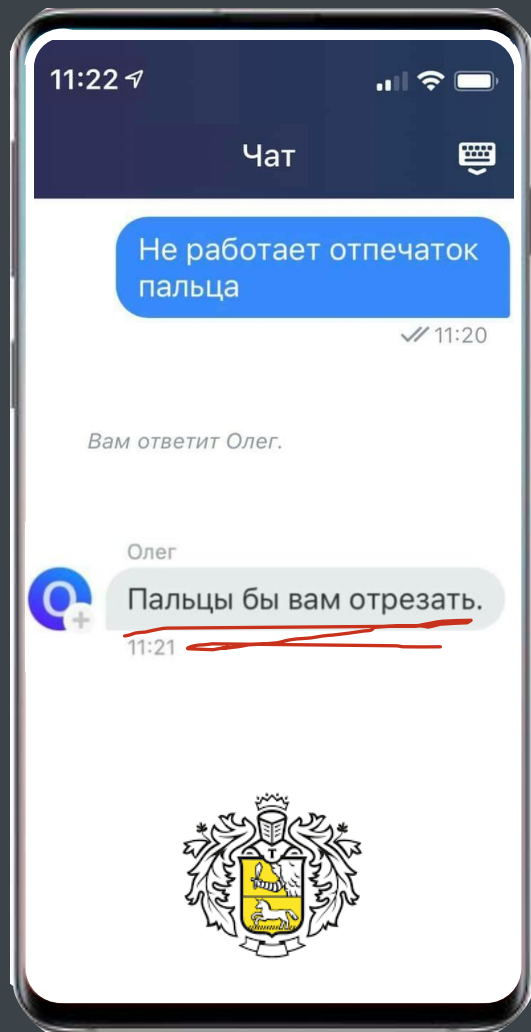 11:22
Чат
Не работает отпечаток
пальца
11:20
Вам ответит Олег.
Олег
О
Пальцы бы вам отрезать.
11:21
Т